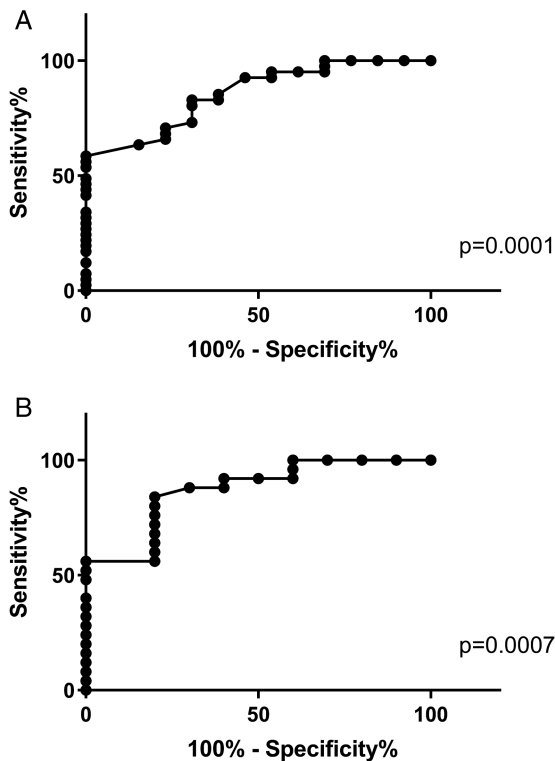 A
Sensitivity%
100
50
0
p=0.0001
0 50 100
100% - Specificity%
B
Sensitivity%
100
50
0
p=0.0007
0 50 100
100% - Specificity%